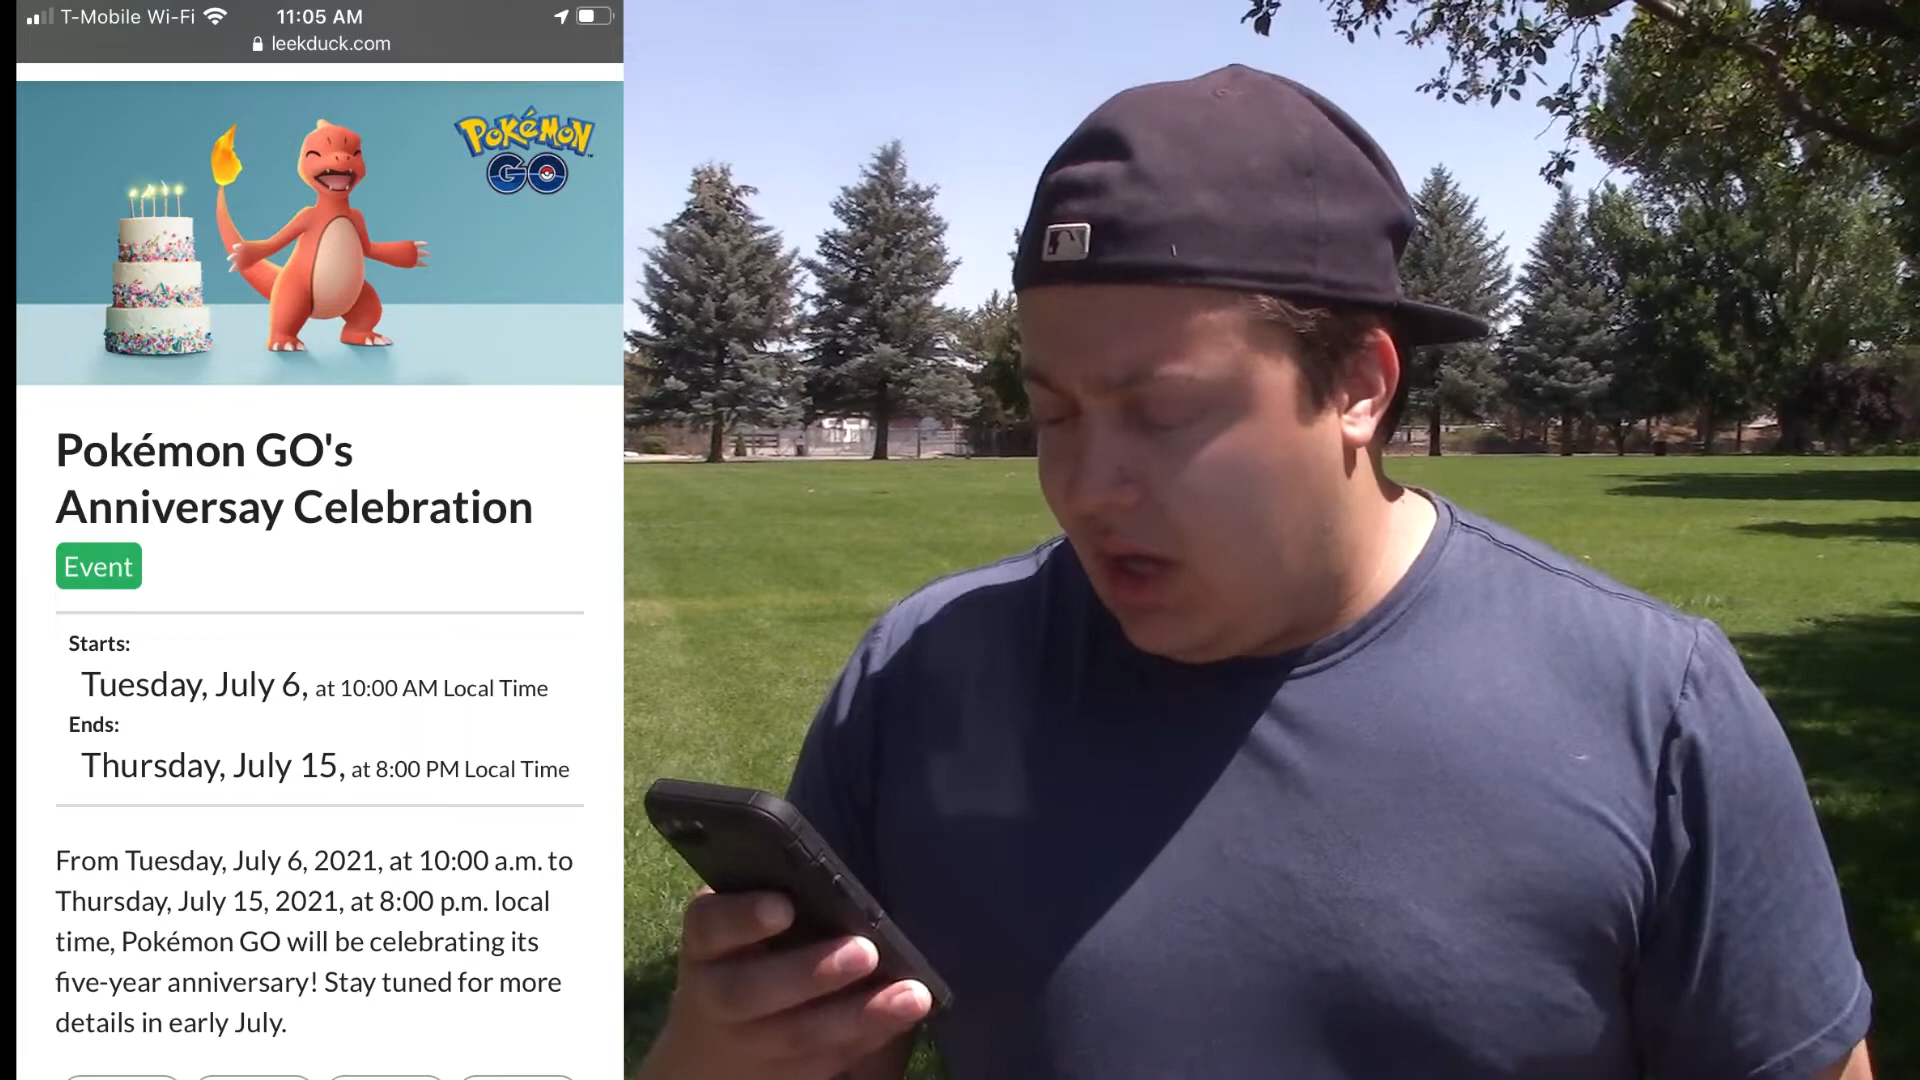 T-Mobile Wi-Fi 11:05 AM
leekduck.com
POKéMON
GO
Pokémon GO's
Anniversay Celebration
Event
Starts:
Tuesday, July 6, at 10:00 AM Local Time
Ends:
Thursday, July 15, at 8:00 PM Local Time
From Tuesday, July 6, 2021, at 10:00 a.m. to
Thursday, July 15, 2021, at 8:00 p.m. local
time, Pokémon GO will be celebrating its
five-year anniversary! Stay tuned for more
details in early July.